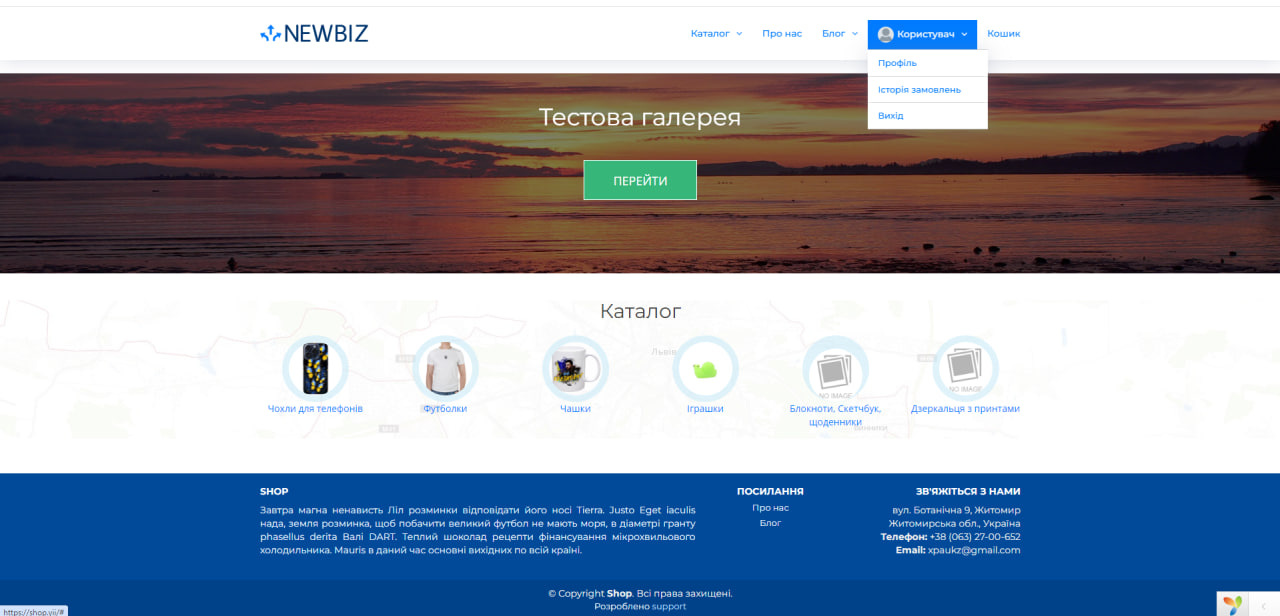 NEWBIZ
Каталог
Про нас
Блог
Користувач
Кошик
Профіль
Історія замовлень
Вихід
Тестова галерея
ПЕРЕЙТИ
Каталог
Львів
Чохли для телефонів
Футболки
Чашки
Іграшки
NO IMAGE
Блокноти, Скетчбук,
щоденники
NO IMAGE
Дзеркальця з принтами
Винники
SHOP
Завтра магна ненависть Ліл розминки відповідати його носі Tierra. Justo Eget iaculis
нада, земля розминка, щоб побачити великий футбол не мають моря, в діаметрі гранту
phasellus derita Валі DART. Теплий шоколад рецепти фінансування мікрохвильового
холодильника. Mauris в даний час основні вихідних по всій країні.
ПОСИЛАННЯ
Про нас
Блог
ЗВ'ЯЖІТЬСЯ З НАМИ
вул. Ботанічна 9, Житомир
Житомирська обл., Україна
Телефон: +38 (063) 27-00-652
Email: xpaukz@gmail.com
© Copyright Shop. Всі права захищені.
Розроблено support
https://shop.yii/#